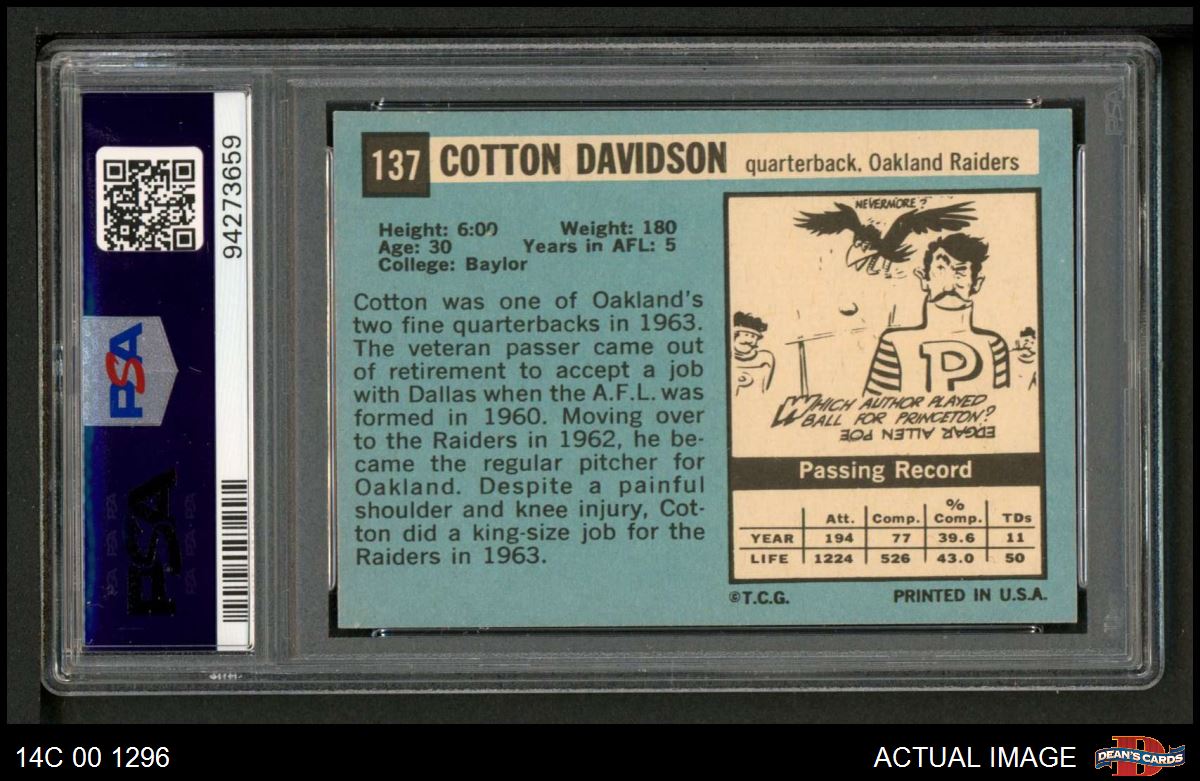 137 COTTON DAVIDSON quarterback, Oakland Raiders
Height: 6:00 Weight: 180
Age: 30 Years in AFL: 5
College: Baylor
Cotton was one of Oakland's
two fine quarterbacks in 1963.
The veteran passer came out
of retirement to accept a job
with Dallas when the A.F.L. was
formed in 1960. Moving over
to the Raiders in 1962, he be-
came the regular pitcher for
Oakland. Despite a painful
shoulder and knee injury, Cot-
ton did a king-size job for the
Raiders in 1963.
NEVERMORE?
P
WHICH AUTHOR PLAYED
BALL FOR PRINCETON?
EDGAR ALLEN POE
Passing Record
Att. Comp. % Comp. TDs
YEAR 194 77 39.6 11
LIFE 1224 526 43.0 50
©T.C.G. PRINTED IN U.S.A.
94273659
PSA
PSA
14C 00 1296
ACTUAL IMAGE
DEAN'S CARDS